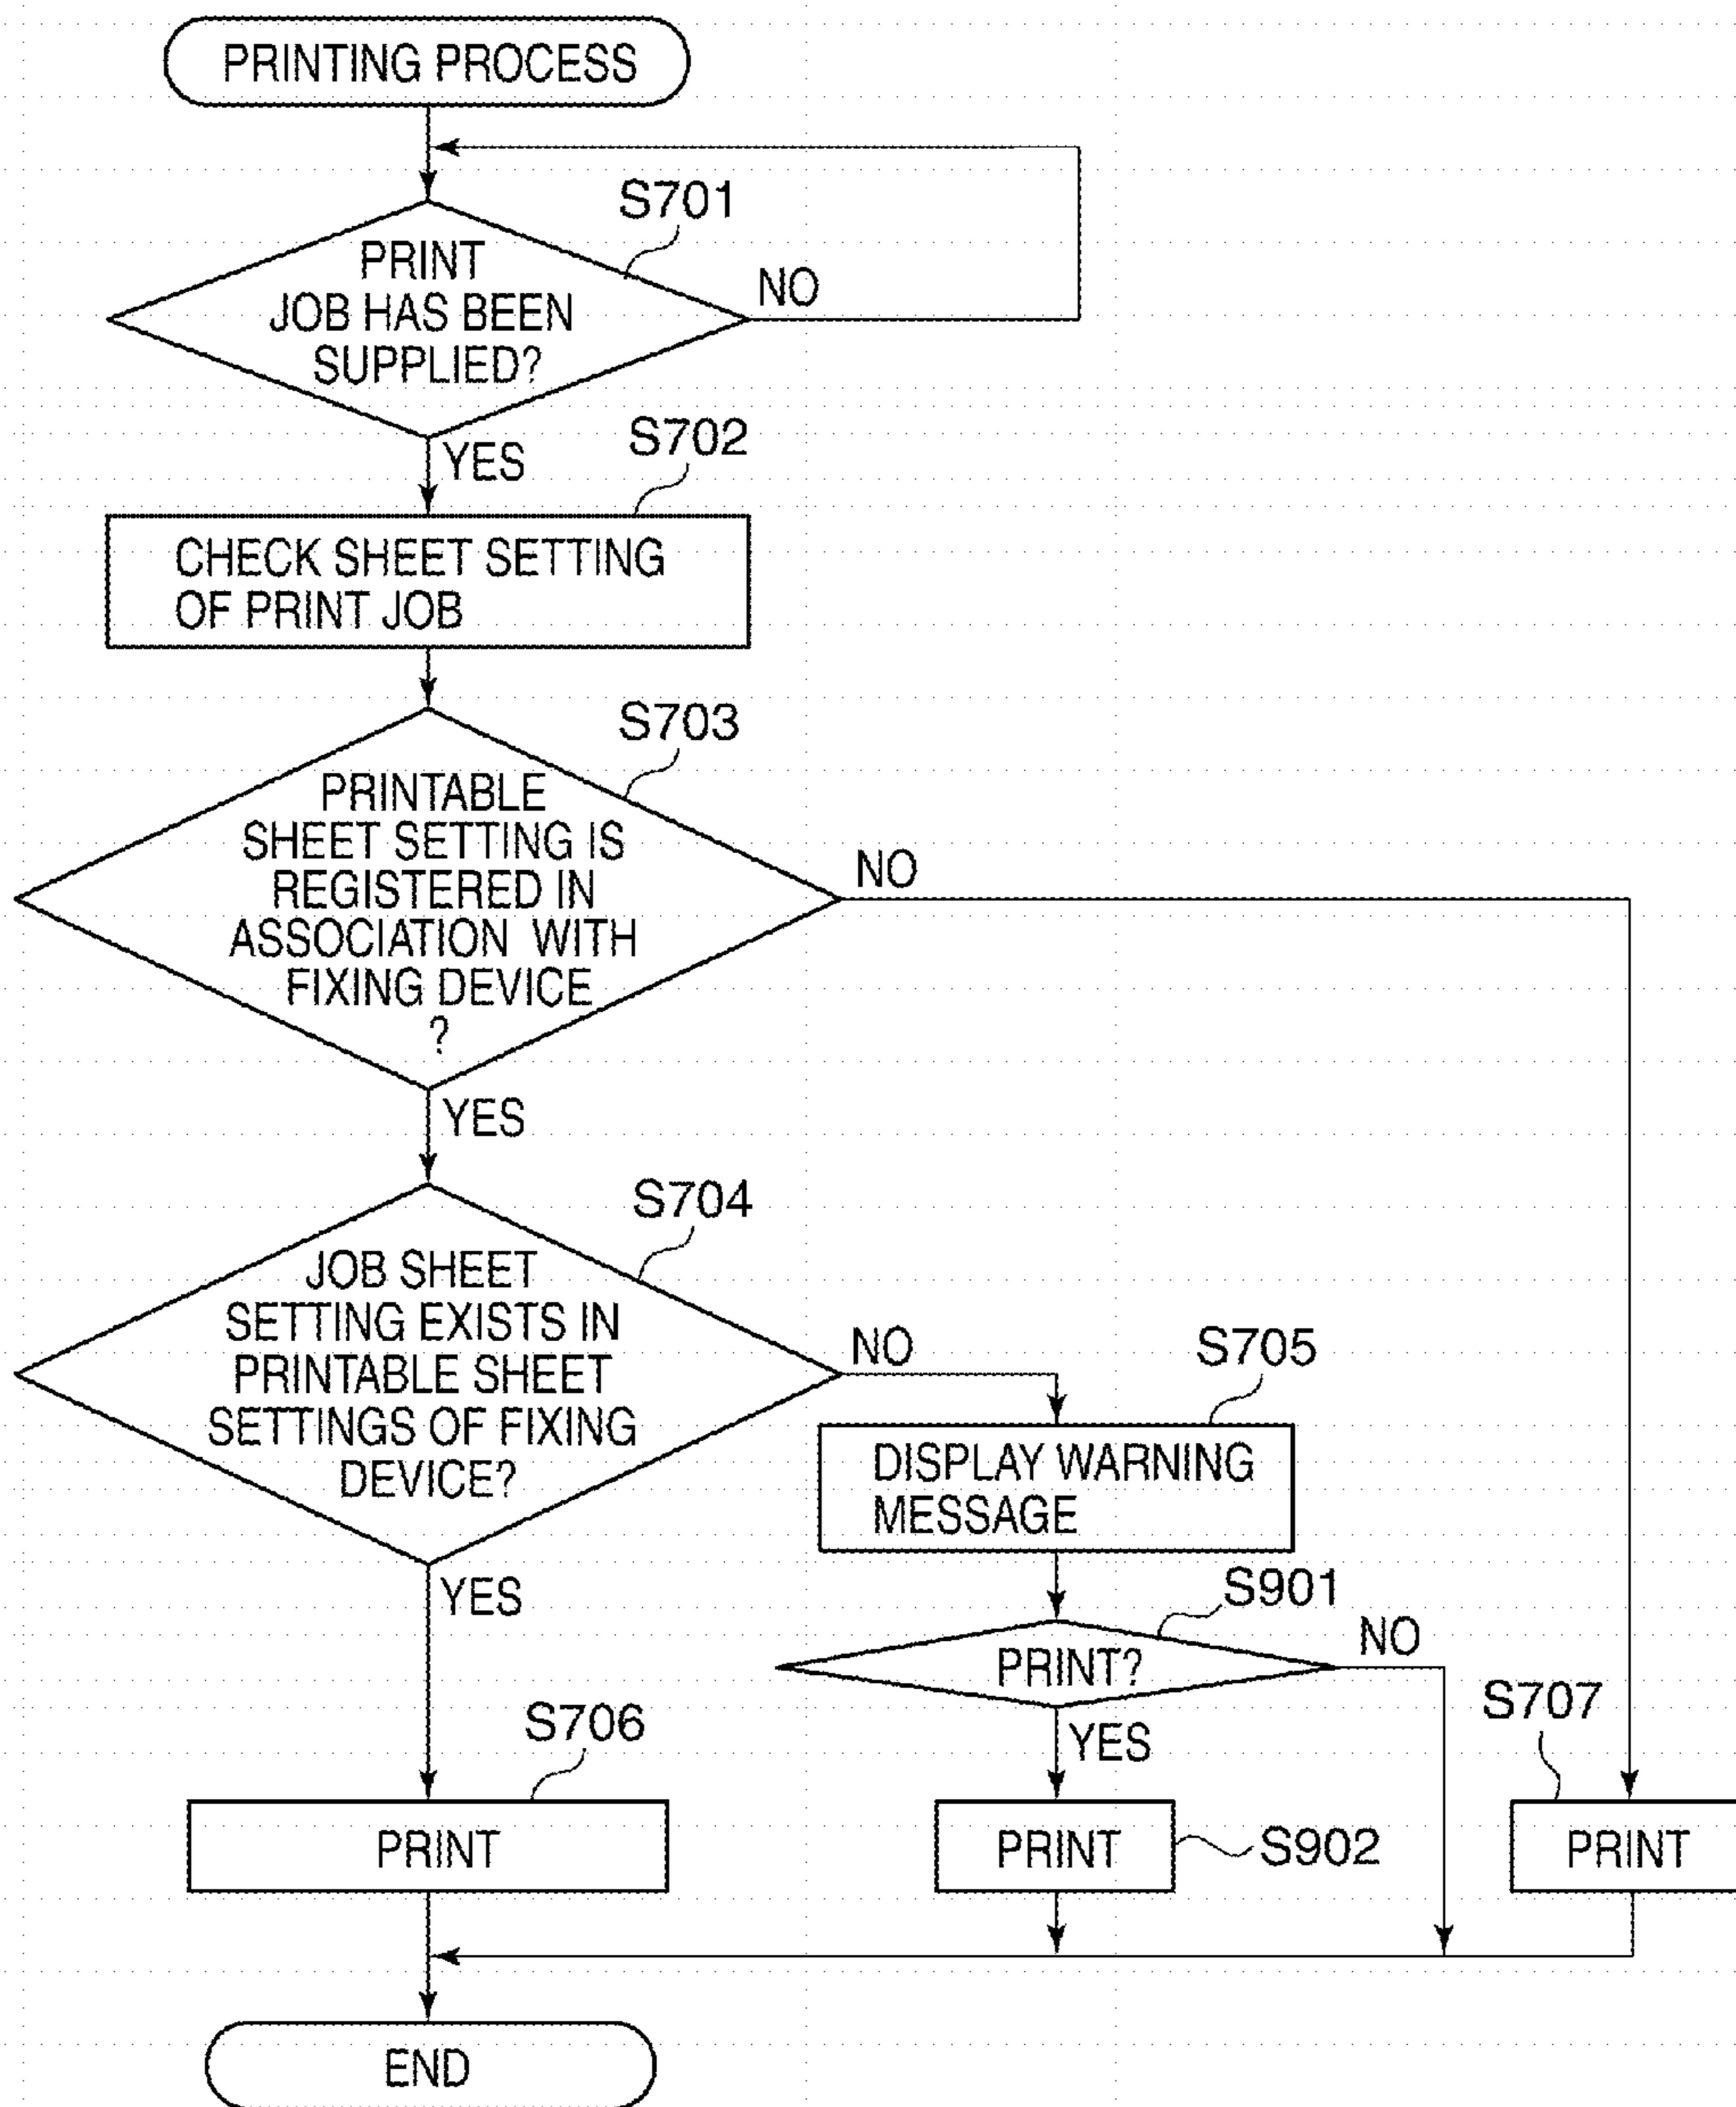 PRINTING PROCESS
S701
PRINT
JOB HAS BEEN
SUPPLIED?
NO
YES
S702
CHECK SHEET SETTING
OF PRINT JOB
S703
PRINTABLE
SHEET SETTING IS
REGISTERED IN
ASSOCIATION WITH
FIXING DEVICE
?
NO
YES
S704
JOB SHEET
SETTING EXISTS IN
PRINTABLE SHEET
SETTINGS OF FIXING
DEVICE?
NO
YES
S705
DISPLAY WARNING
MESSAGE
S901
PRINT?
NO
YES
S706
PRINT
PRINT
S902
S707
PRINT
END